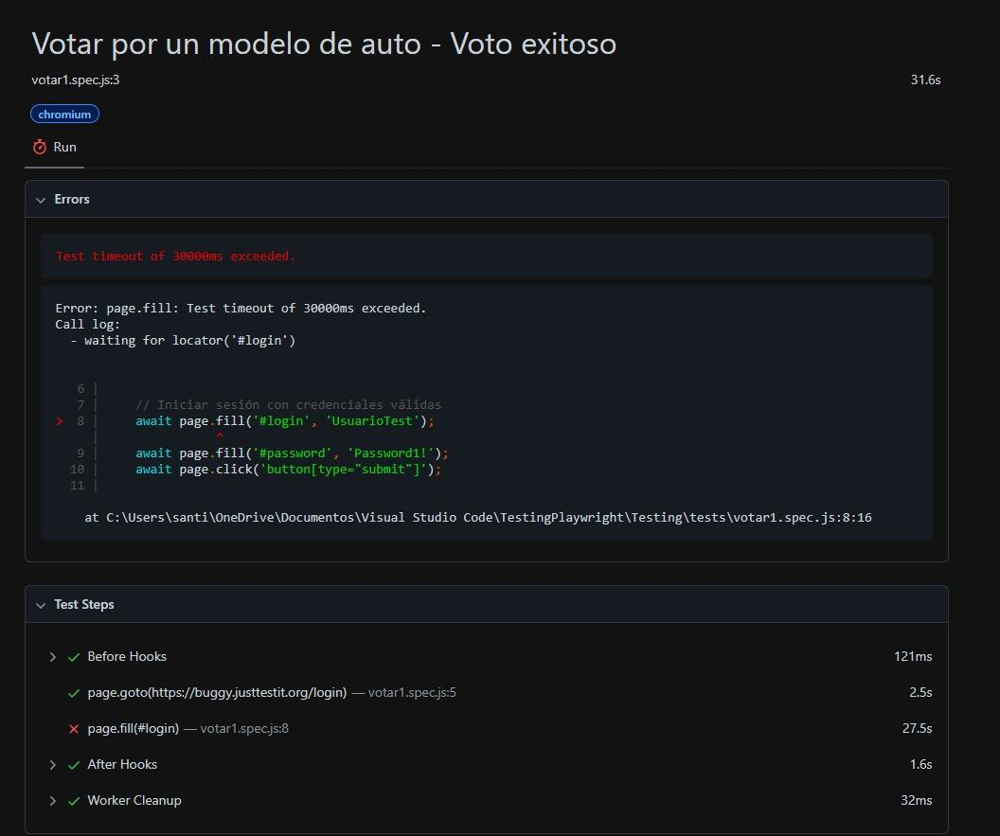 Votar por un modelo de auto - Voto exitoso
votar1.spec.js:3 31.6s
chromium
Run
Errors
Test timeout of 30000ms exceeded.
Error: page.fill: Test timeout of 30000ms exceeded.
Call log:
- waiting for locator('#login')
6 |
7 | // Iniciar sesión con credenciales válidas
> 8 | await page.fill('#login', 'UsuarioTest');
| ^
9 | await page.fill('#password', 'Password1!');
10 | await page.click('button[type="submit"]');
11 |
at C:\Users\santi\OneDrive\Documentos\Visual Studio Code\TestingPlaywright\Testing\tests\votar1.spec.js:8:16
Test Steps
Before Hooks 121ms
page.goto(https://buggy.justtestit.org/login) — votar1.spec.js:5 2.5s
page.fill(#login) — votar1.spec.js:8 27.5s
After Hooks 1.6s
Worker Cleanup 32ms